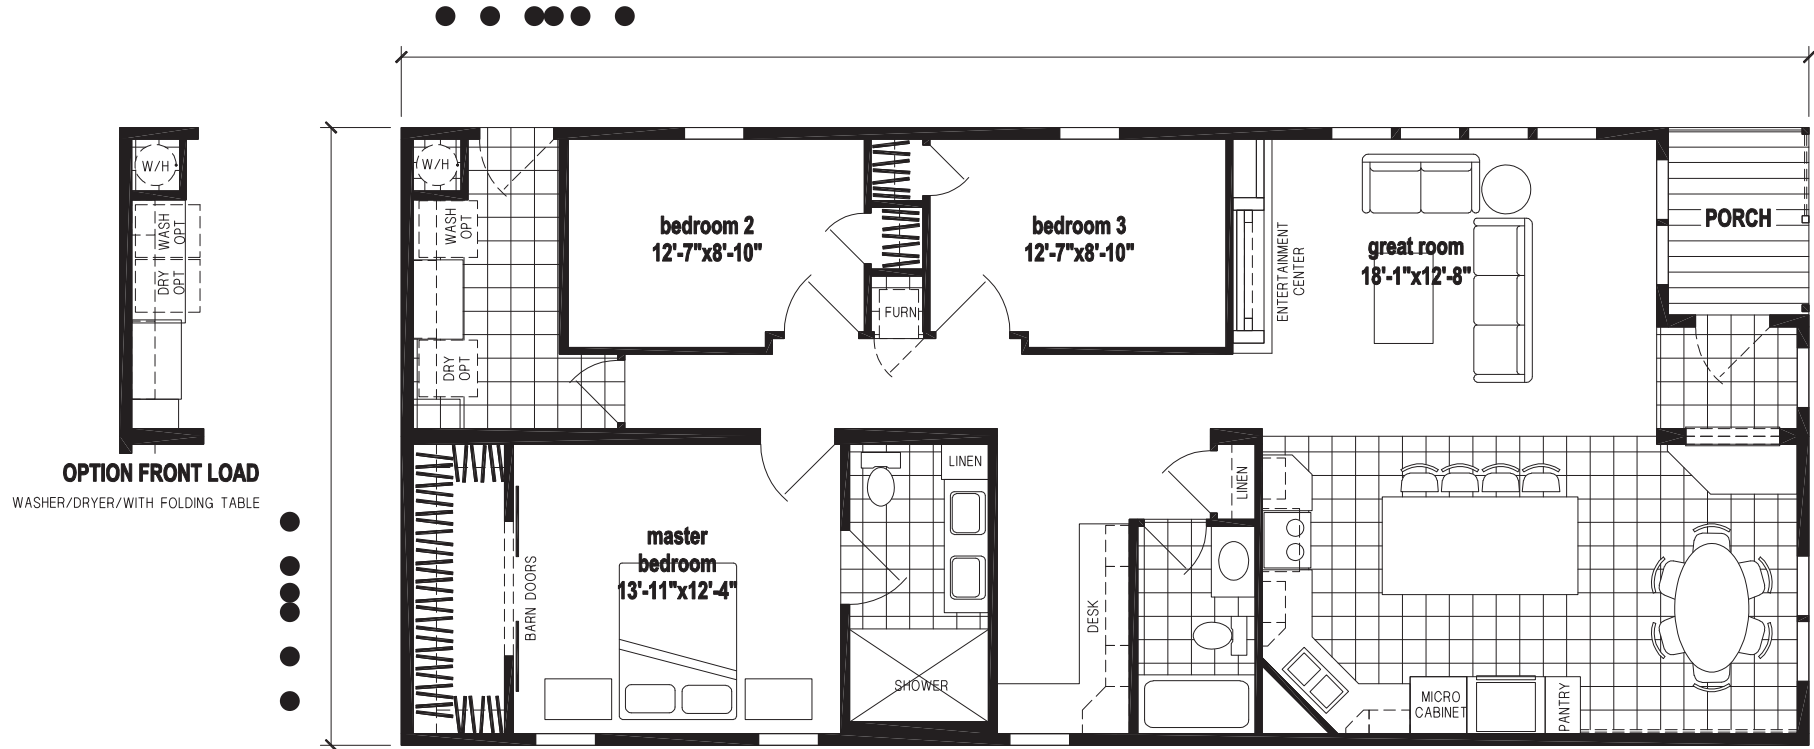 W/H
WASH
OPT
DRY
OPT
OPTION FRONT LOAD
WASHER/DRYER/WITH FOLDING TABLE
W/H
WASH
OPT
DRY
OPT
bedroom 2
12'-7"x8'-10"
FURN
bedroom 3
12'-7"x8'-10"
ENTERTAINMENT
CENTER
great room
18'-1"x12'-8"
PORCH
master
bedroom
13'-11"x12'-4"
BARN DOORS
LINEN
SHOWER
DESK
LINEN
MICRO
CABINET
PANTRY